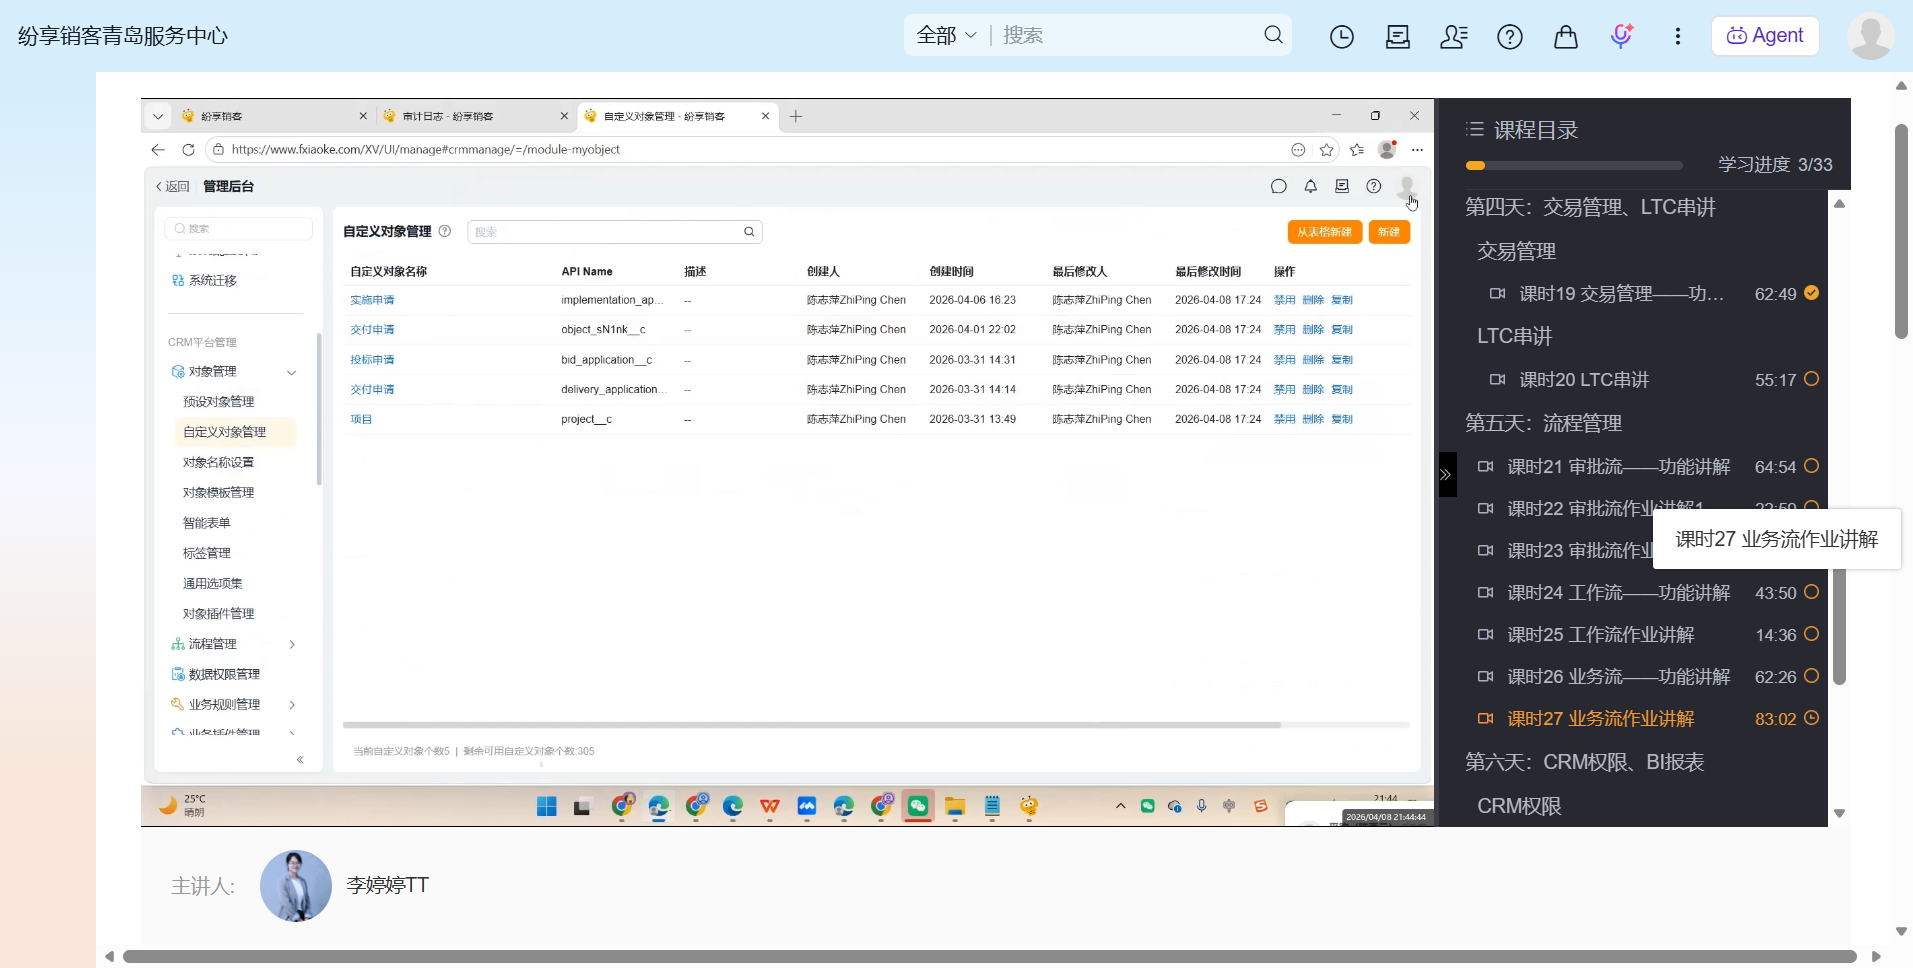 纷享销客青岛服务中心
全部
搜索
Agent
纷享销客
审计日志 - 纷享销客
自定义对象管理 - 纷享销客
https://www.fxiaoke.com/XV/UI/manage#crmmanage/=/module-myobject
返回
管理后台
搜索
系统迁移
CRM平台管理
对象管理
预设对象管理
自定义对象管理
对象名称设置
对象模板管理
智能表单
标签管理
通用选项集
对象插件管理
流程管理
数据权限管理
业务规则管理
业务插件管理
自定义对象管理
搜索
从表格新建
新建
自定义对象名称 API Name 描述 创建人 创建时间 最后修改人 最后修改时间 操作
实施申请 implementation_ap... -- 陈志萍ZhiPing Chen 2026-04-06 16:23 陈志萍ZhiPing Chen 2026-04-08 17:24 禁用 删除 复制
交付申请 object_sN1nk__c -- 陈志萍ZhiPing Chen 2026-04-01 22:02 陈志萍ZhiPing Chen 2026-04-08 17:24 禁用 删除 复制
投标申请 bid_application__c -- 陈志萍ZhiPing Chen 2026-03-31 14:31 陈志萍ZhiPing Chen 2026-04-08 17:24 禁用 删除 复制
交付申请 delivery_application... -- 陈志萍ZhiPing Chen 2026-03-31 14:14 陈志萍ZhiPing Chen 2026-04-08 17:24 禁用 删除 复制
项目 project__c -- 陈志萍ZhiPing Chen 2026-03-31 13:49 陈志萍ZhiPing Chen 2026-04-08 17:24 禁用 删除 复制
当前自定义对象个数5 | 剩余可用自定义对象个数:305
25°C
晴朗
21:44
2026/04/08 21:44:44
课程目录
学习进度 3/33
第四天：交易管理、LTC串讲
交易管理
课时19 交易管理——功... 62:49
LTC串讲
课时20 LTC串讲 55:17
第五天：流程管理
课时21 审批流——功能讲解 64:54
课时22 审批流作业讲解1 22:59
课时23 审批流作业
课时27 业务流作业讲解
课时24 工作流——功能讲解 43:50
课时25 工作流作业讲解 14:36
课时26 业务流——功能讲解 62:26
课时27 业务流作业讲解 83:02
第六天：CRM权限、BI报表
CRM权限
主讲人:
李婷婷TT